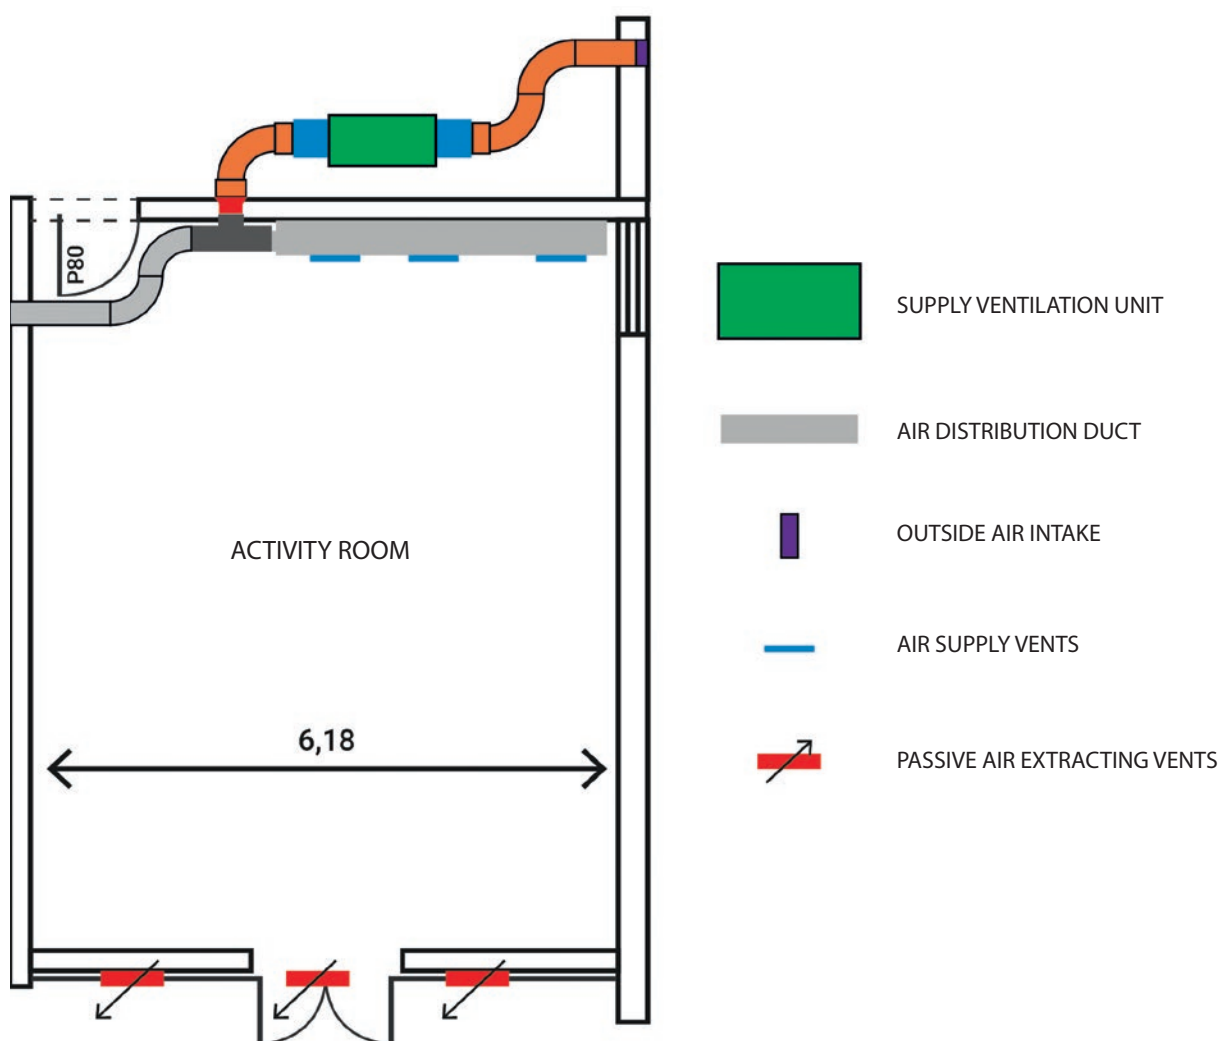 P80
SUPPLY VENTILATION UNIT
AIR DISTRIBUTION DUCT
OUTSIDE AIR INTAKE
ACTIVITY ROOM
AIR SUPPLY VENTS
6,18
PASSIVE AIR EXTRACTING VENTS